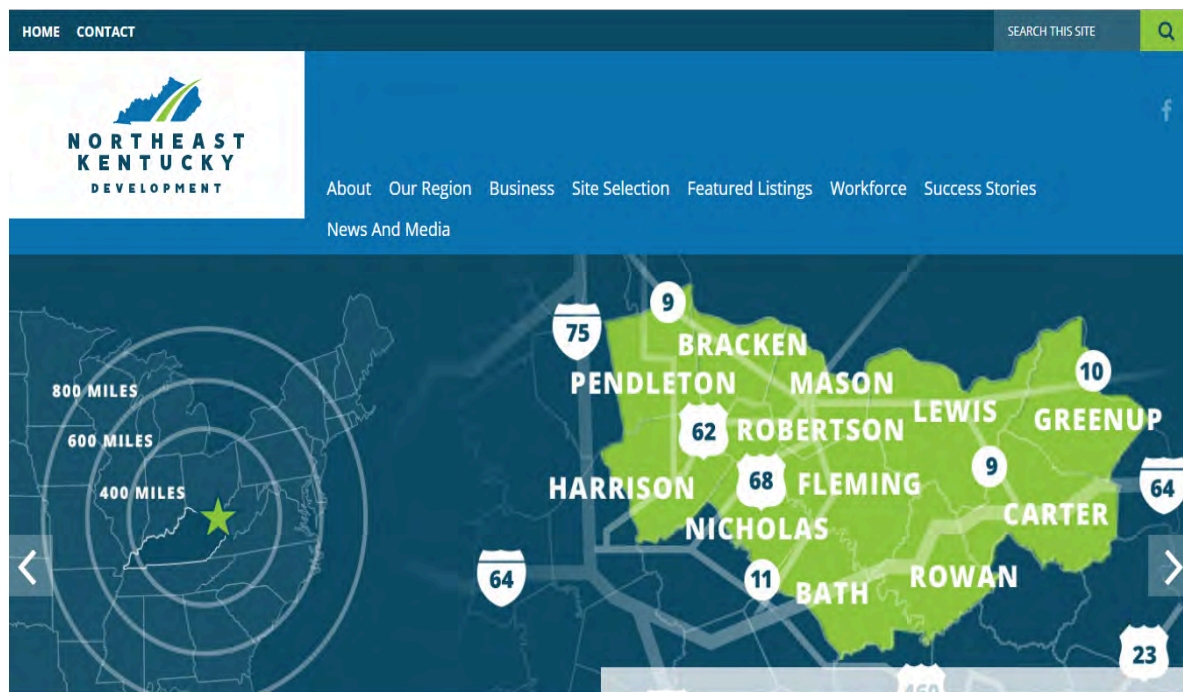 HOME CONTACT
SEARCH THIS SITE
f
NORTHEAST
KENTUCKY
DEVELOPMENT
About Our Region Business Site Selection Featured Listings Workforce Success Stories
News And Media
800 MILES
600 MILES
400 MILES
9
75
BRACKEN
PENDLETON
MASON
10
LEWIS
GREENUP
62
ROBERTSON
9
68
FLEMING
HARRISON
64
CARTER
NICHOLAS
64
11
BATH
ROWAN
23
460